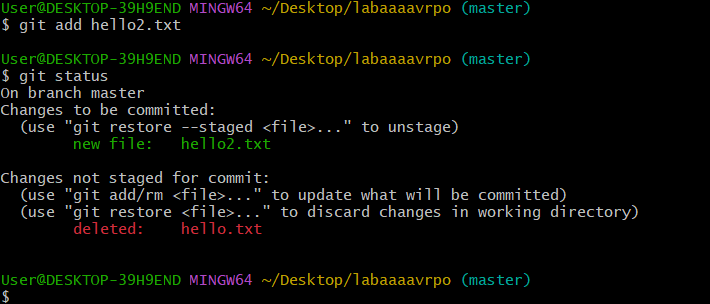 User@DESKTOP-39H9END MINGW64 ~/Desktop/labaaaavrpo (master)
$ git add hello2.txt
User@DESKTOP-39H9END MINGW64 ~/Desktop/labaaaavrpo (master)
$ git status
On branch master
Changes to be committed:
  (use "git restore --staged <file>..." to unstage)
        new file:   hello2.txt
Changes not staged for commit:
  (use "git add/rm <file>..." to update what will be committed)
  (use "git restore <file>..." to discard changes in working directory)
        deleted:    hello.txt
User@DESKTOP-39H9END MINGW64 ~/Desktop/labaaaavrpo (master)
$